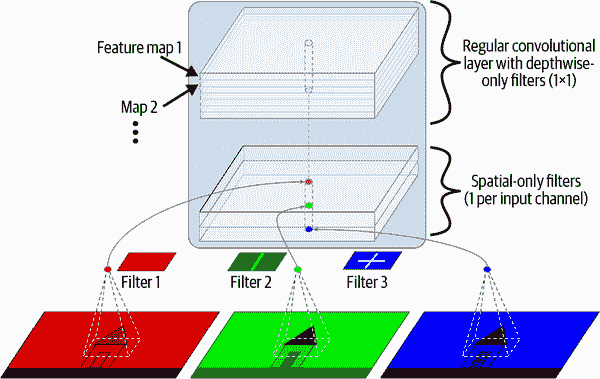 Feature map 1
Map 2
Regular convolutional
layer with depthwise-
only filters (1×1)
Spatial-only filters
(1 per input channel)
Filter 1
Filter 2
Filter 3